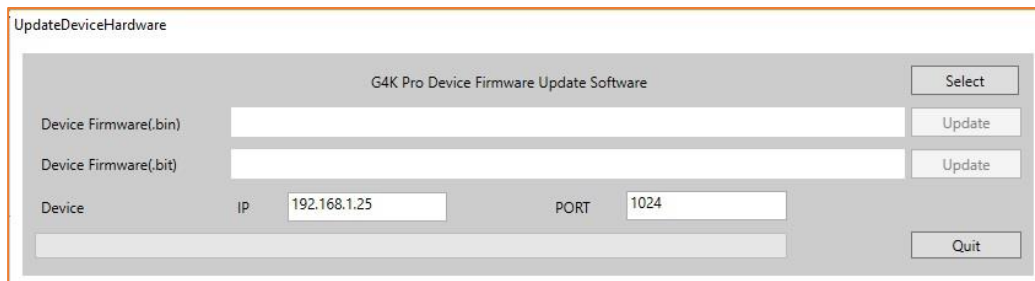 UpdateDeviceHardware
G4K Pro Device Firmware Update Software Select
Device Firmware(.bin) Update
Device Firmware(.bit) Update
Device IP 192.168.1.25 PORT 1024
Quit